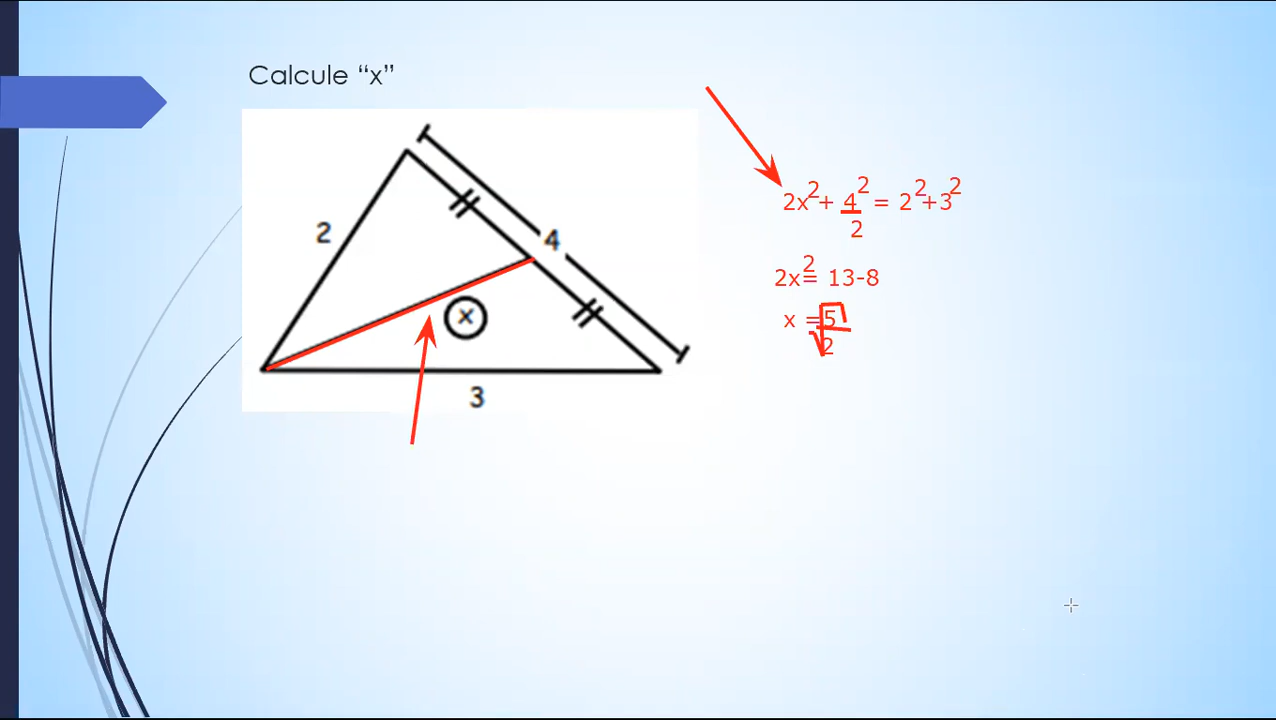 Calcule “x”
2
4
x
3
2x² + 4²/2 = 2²+3²
2x² = 13-8
x = √5/2